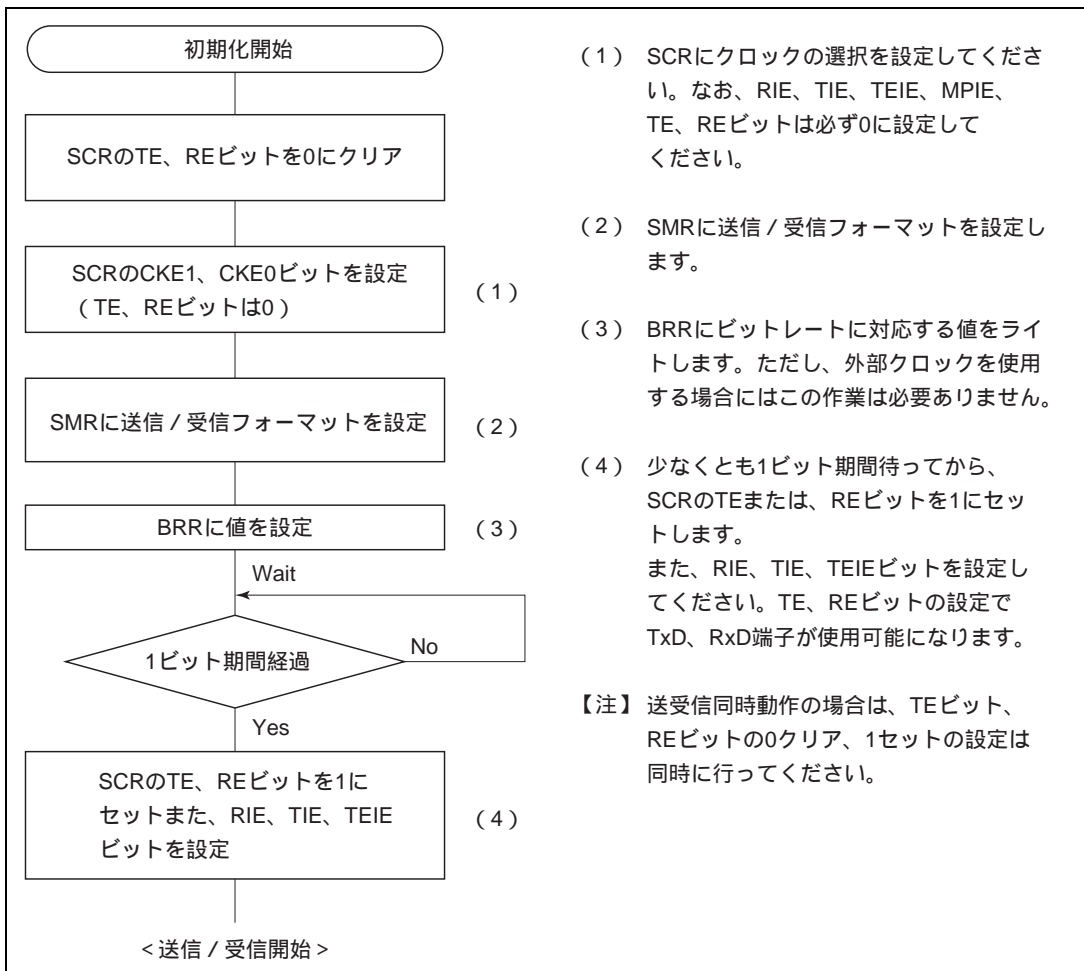 初期化開始
SCRのTE、REビットを0にクリア
SCRのCKE1、CKE0ビットを設定
（TE、REビットは0）
（1）
SMRに送信／受信フォーマットを設定
（2）
BRRに値を設定
（3）
Wait
1ビット期間経過
No
Yes
SCRのTE、REビットを1に
セットまた、RIE、TIE、TEIE
ビットを設定
（4）
＜送信／受信開始＞
（1） SCRにクロックの選択を設定してくださ
い。なお、RIE、TIE、TEIE、MPIE、
TE、REビットは必ず0に設定して
ください。
（2） SMRに送信／受信フォーマットを設定し
ます。
（3） BRRにビットレートに対応する値をライ
トします。ただし、外部クロックを使用
する場合にはこの作業は必要ありません。
（4） 少なくとも1ビット期間待ってから、
SCRのTEまたは、REビットを1にセッ
トします。
また、RIE、TIE、TEIEビットを設定し
てください。TE、REビットの設定で
TxD、RxD端子が使用可能になります。
【注】 送受信同時動作の場合は、TEビット、
REビットの0クリア、1セットの設定は
同時に行ってください。